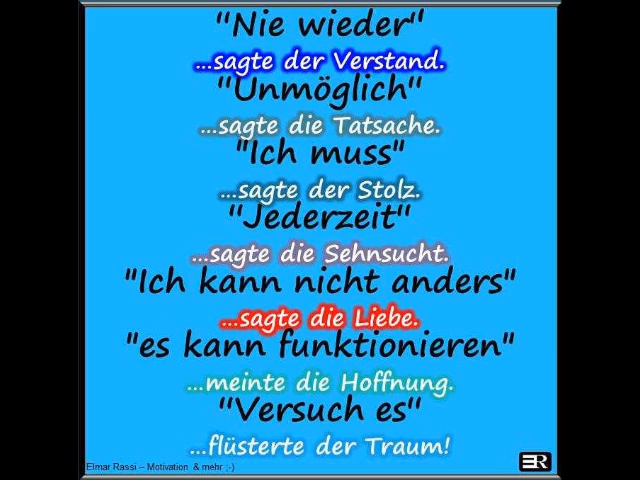 "Nie wieder"
...sagte der Verstand.
"Unmöglich"
...sagte die Tatsache.
"Ich muss"
...sagte der Stolz.
"Jederzeit"
...sagte die Sehnsucht.
"Ich kann nicht anders"
...sagte die Liebe.
"es kann funktionieren"
...meinte die Hoffnung.
"Versuch es"
...flüsterte der Traum!
Elmar Rassi – Motivation & mehr ;-)
ER